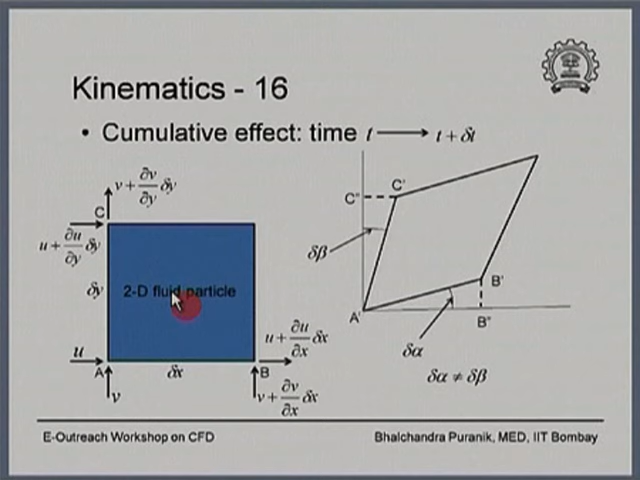 Kinematics - 16
• Cumulative effect: time t ⟶ t + δt
v + ∂v/∂y δy
C
u + ∂u/∂y δy
δy
2-D fluid particle
u
A
v
δx
B
u + ∂u/∂x δx
v + ∂v/∂x δx
C"
C'
δβ
A'
B'
B"
δα
δα ≠ δβ
E-Outreach Workshop on CFD
Bhalchandra Puranik, MED, IIT Bombay